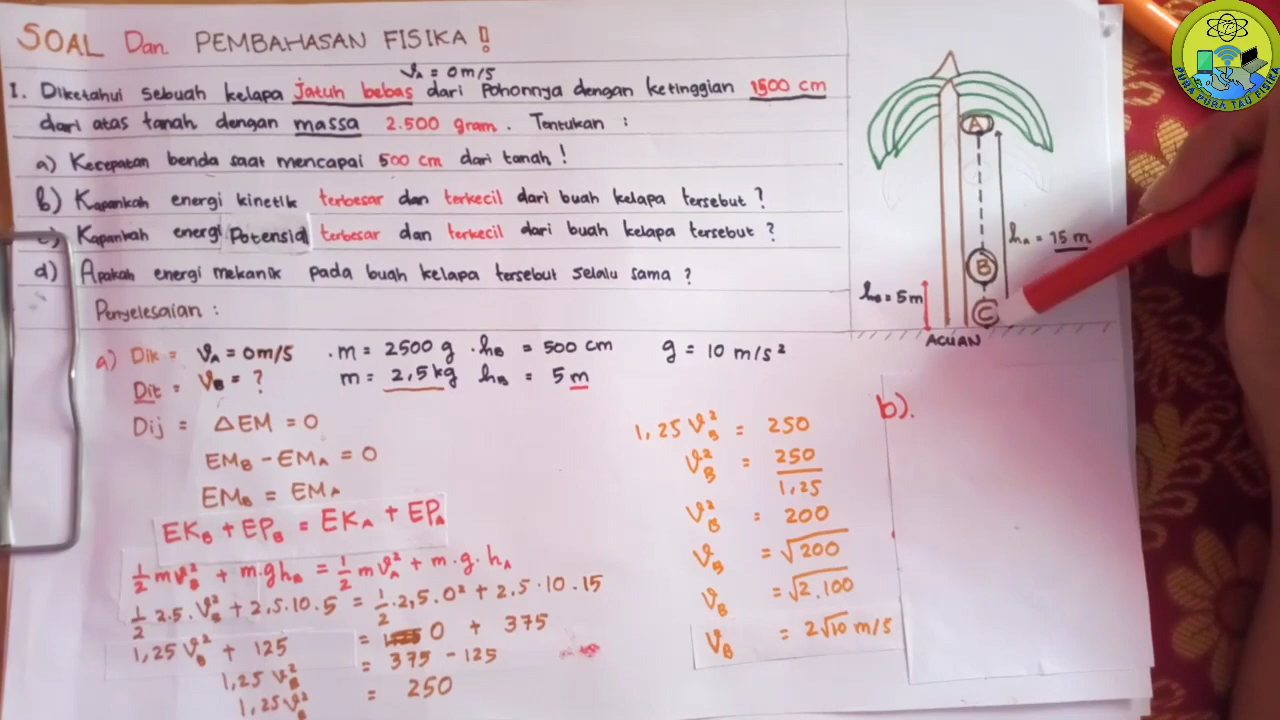 SOAL Dan PEMBAHASAN FISIKA !
vA = 0 m/s
1. Diketahui sebuah kelapa jatuh bebas dari Pohonnya dengan ketinggian 1500 cm
dari atas tanah dengan massa 2.500 gram. Tentukan :
a) Kecepatan benda saat mencapai 500 cm dari tanah !
b) Kapankah energi kinetik terbesar dan terkecil dari buah kelapa tersebut ?
c) Kapankah energi Potensial terbesar dan terkecil dari buah kelapa tersebut ?
d) Apakah energi mekanik pada buah kelapa tersebut selalu sama ?
Penyelesaian :
a) Dik = vA = 0 m/s . m = 2500 g . hB = 500 cm g = 10 m/s²
Dit = vB = ? m = 2,5 kg hB = 5 m
Dij = ΔEM = 0
EMB - EMA = 0
EMB = EMA
EKB + EPB = EKA + EPA
1/2 mvB² + m.g hB = 1/2 mvA² + m.g.hA
1/2 2.5.vB² + 2,5.10.5 = 1/2.2,5.0² + 2,5.10.15
1,25 vB² + 125 = 0 + 375
1,25 vB² = 375 - 125
1,25 vB² = 250
1,25 vB² = 250
vB² = 250/1,25
vB² = 200
vB = √200
vB = √2.100
vB = 2√10 m/s
b).
A
hA = 15 m
B
hB = 5 m
C
ACUAN
PURA PURA TAU FISIKA